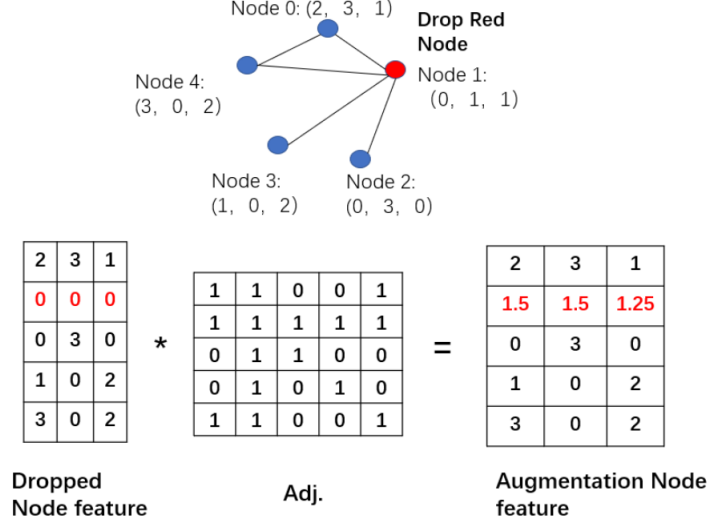 Node 0: (2, 3, 1)
Drop Red
Node
Node 4:
(3, 0, 2)
Node 1:
(0, 1, 1)
Node 3:
(1, 0, 2)
Node 2:
(0, 3, 0)
2 3 1
0 0 0
0 3 0
1 0 2
3 0 2
*
1 1 0 0 1
1 1 1 1 1
0 1 1 0 0
0 1 0 1 0
1 1 0 0 1
=
2 3 1
1.5 1.5 1.25
0 3 0
1 0 2
3 0 2
Dropped
Node feature
Adj.
Augmentation Node
feature